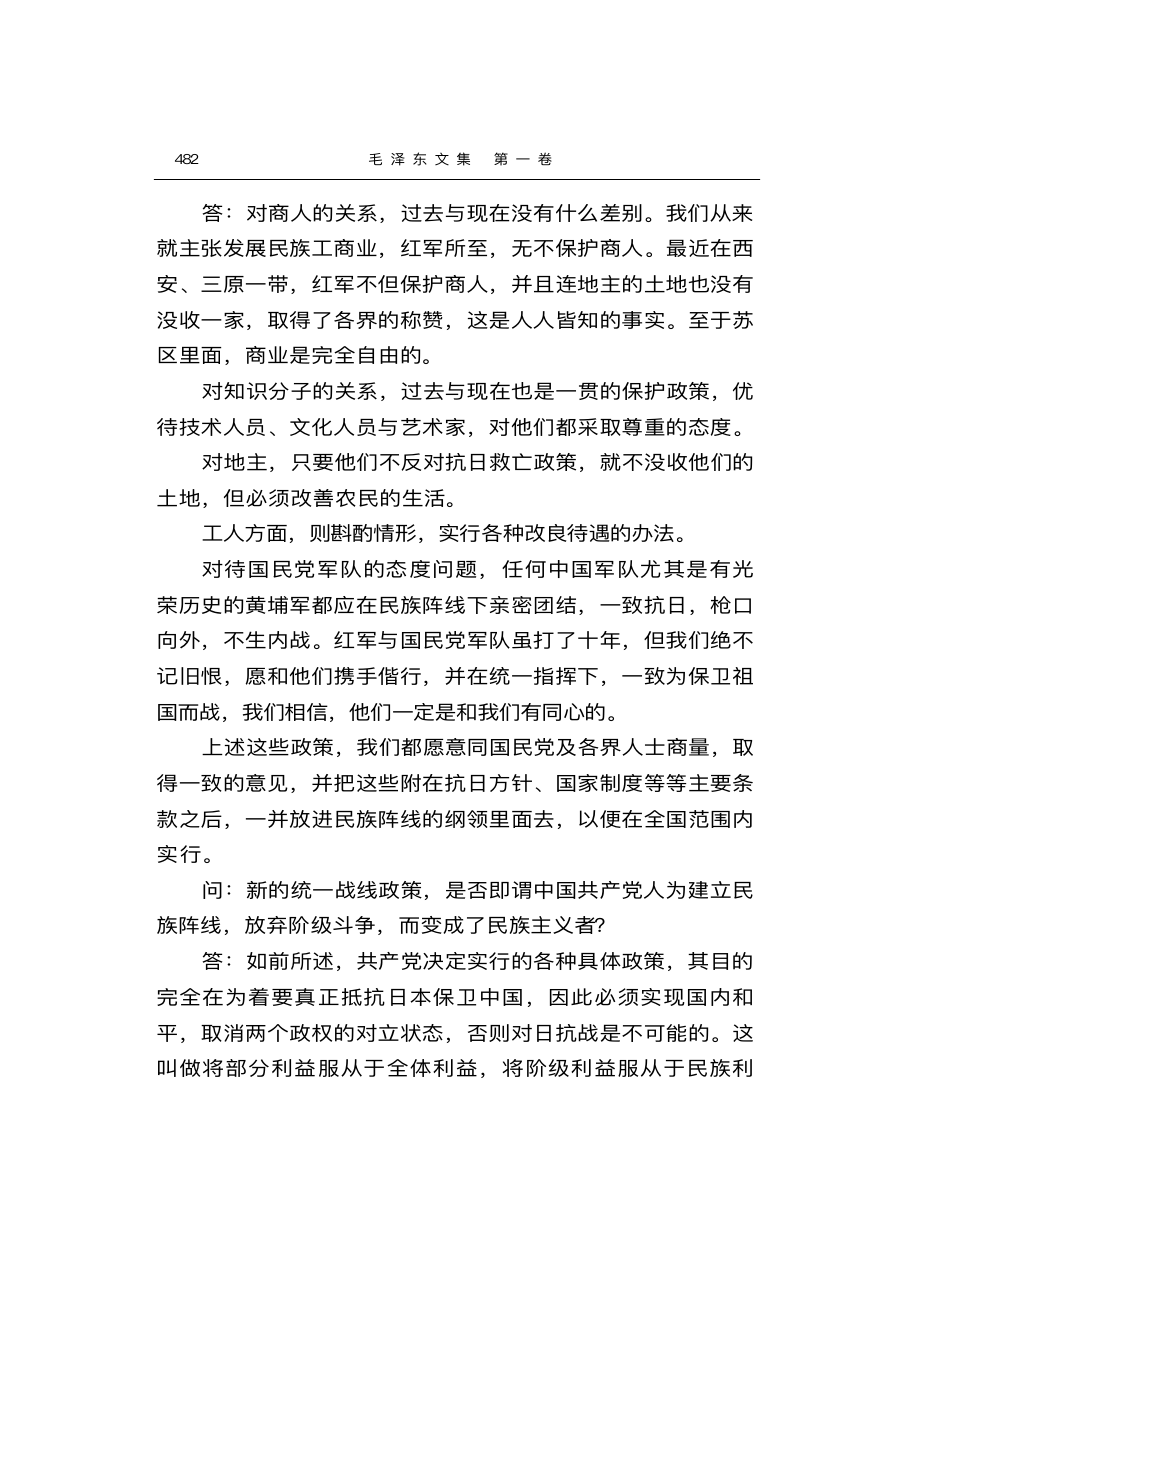 482 毛泽东文集 第一卷
答：对商人的关系，过去与现在没有什么差别。我们从来
就主张发展民族工商业，红军所至，无不保护商人。最近在西
安、三原一带，红军不但保护商人，并且连地主的土地也没有
没收一家，取得了各界的称赞，这是人人皆知的事实。至于苏
区里面，商业是完全自由的。
对知识分子的关系，过去与现在也是一贯的保护政策，优
待技术人员、文化人员与艺术家，对他们都采取尊重的态度。
对地主，只要他们不反对抗日救亡政策，就不没收他们的
土地，但必须改善农民的生活。
工人方面，则斟酌情形，实行各种改良待遇的办法。
对待国民党军队的态度问题，任何中国军队尤其是有光
荣历史的黄埔军都应在民族阵线下亲密团结，一致抗日，枪口
向外，不生内战。红军与国民党军队虽打了十年，但我们绝不
记旧恨，愿和他们携手偕行，并在统一指挥下，一致为保卫祖
国而战，我们相信，他们一定是和我们有同心的。
上述这些政策，我们都愿意同国民党及各界人士商量，取
得一致的意见，并把这些附在抗日方针、国家制度等等主要条
款之后，一并放进民族阵线的纲领里面去，以便在全国范围内
实行。
问：新的统一战线政策，是否即谓中国共产党人为建立民
族阵线，放弃阶级斗争，而变成了民族主义者？
答：如前所述，共产党决定实行的各种具体政策，其目的
完全在为着要真正抵抗日本保卫中国，因此必须实现国内和
平，取消两个政权的对立状态，否则对日抗战是不可能的。这
叫做将部分利益服从于全体利益，将阶级利益服从于民族利